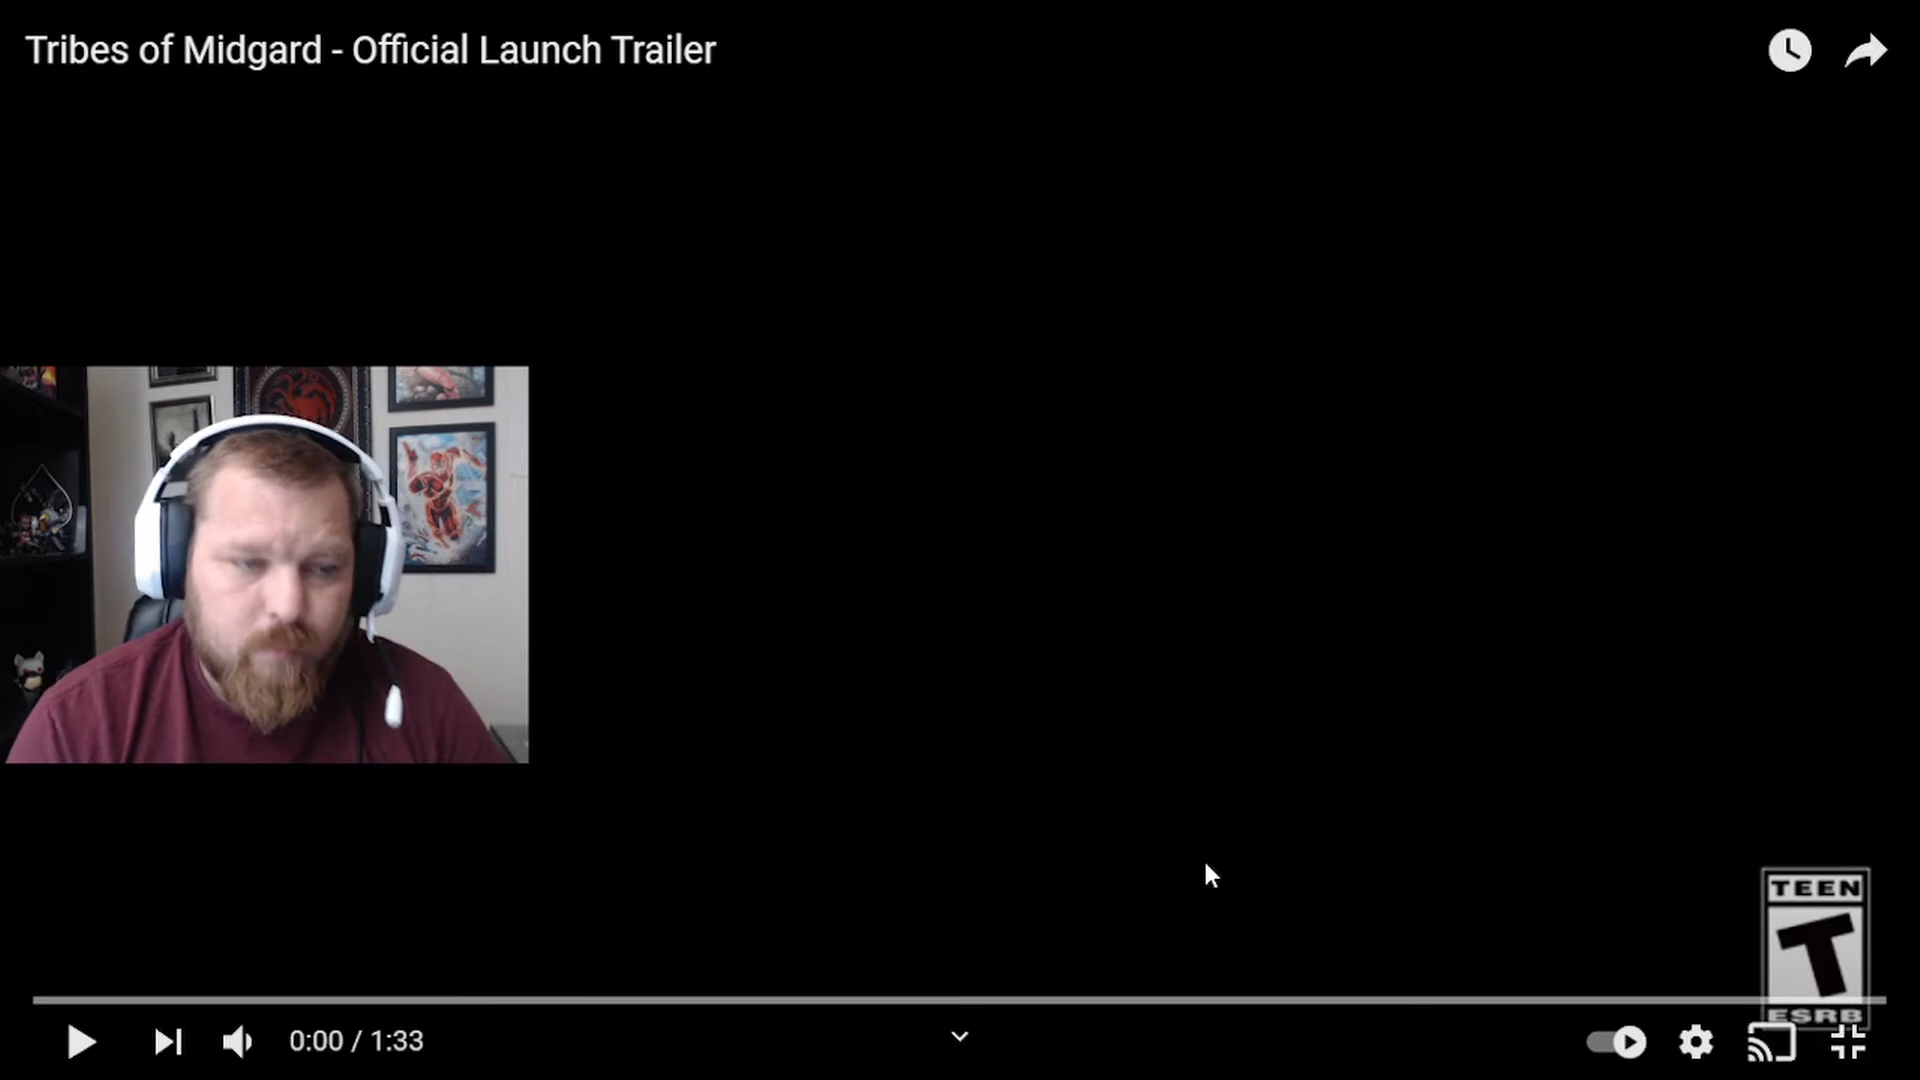 Tribes of Midgard - Official Launch Trailer
TEEN
T
ESRB
0:00 / 1:33